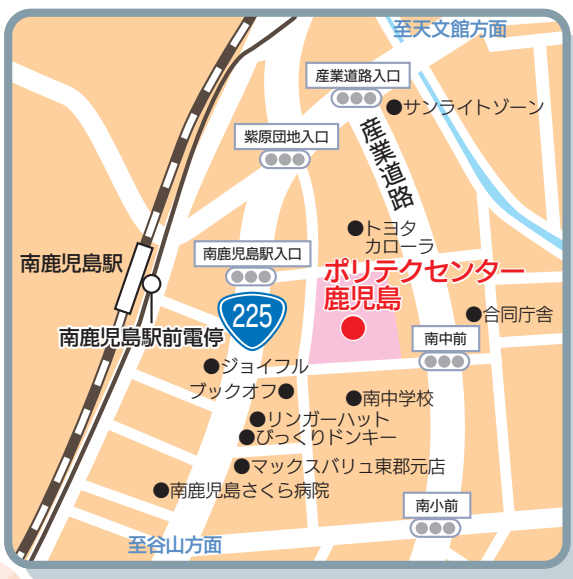 至天文館方面
産業道路入口
サンライトゾーン
紫原団地入口
産業道路
トヨタ
カローラ
南鹿児島駅入口
南鹿児島駅
ポリテクセンター
鹿児島
225
合同庁舎
南鹿児島駅前電停
南中前
ジョイフル
ブックオフ
南中学校
リンガーハット
びっくりドンキー
マックスバリュ東郡元店
南鹿児島さくら病院
南小前
至谷山方面